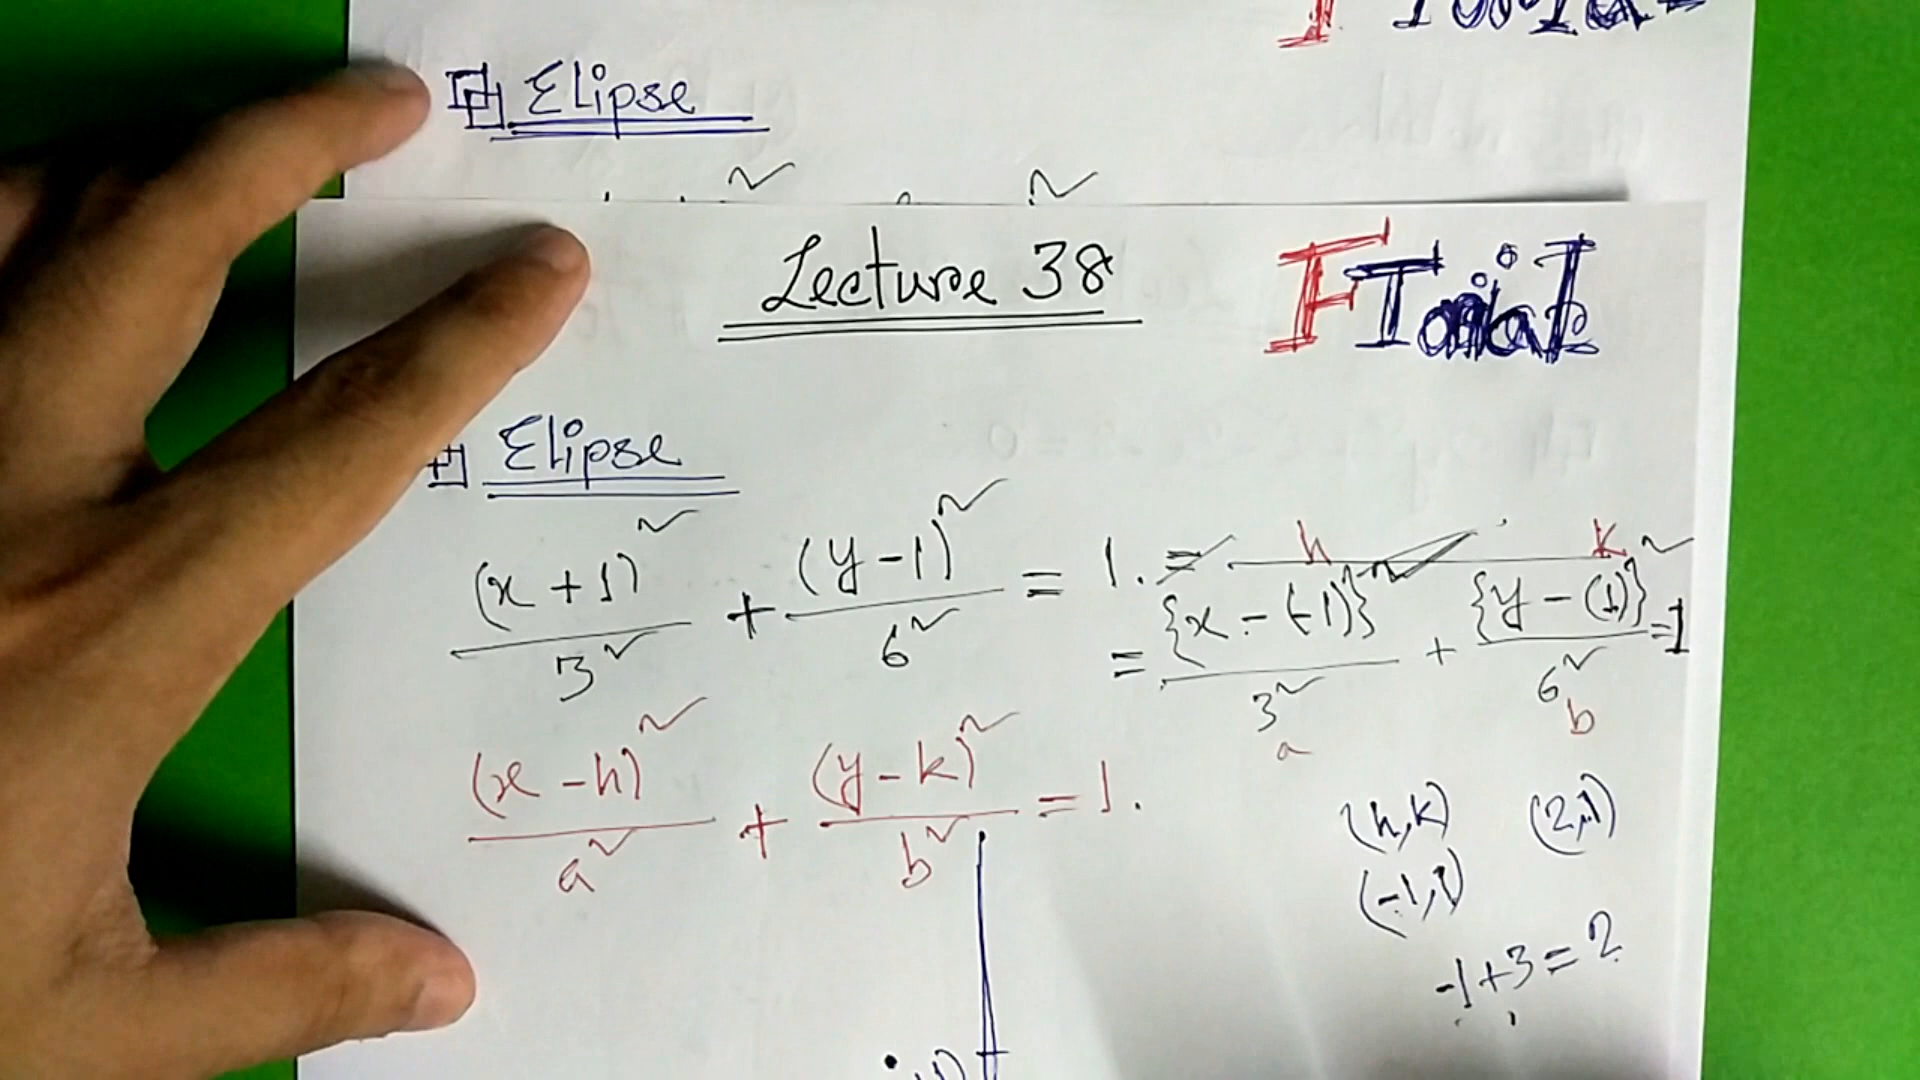 Elipse
Lecture 38
Elipse
(x+1)² / 3² + (y-1)² / 6² = 1.
h k
= {x-(-1)}² / 3² + {y-(1)}² / 6² = 1
a b
(x-h)² / a² + (y-k)² / b² = 1.
(h,k) (2,1)
(-1,1)
-1+3=2